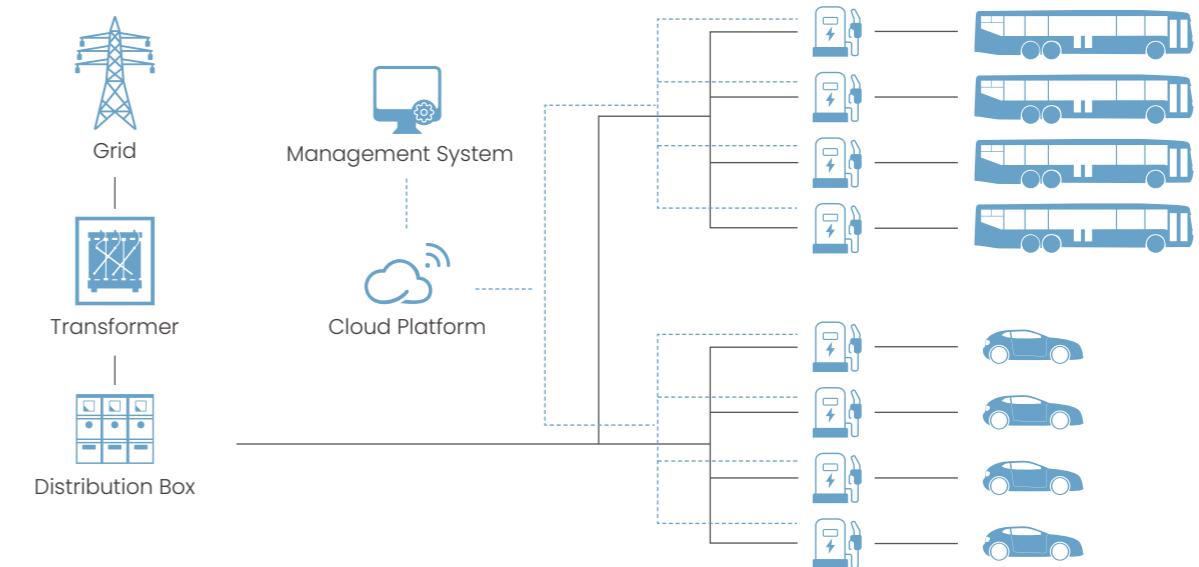 Grid
Management System
Transformer
Cloud Platform
Distribution Box